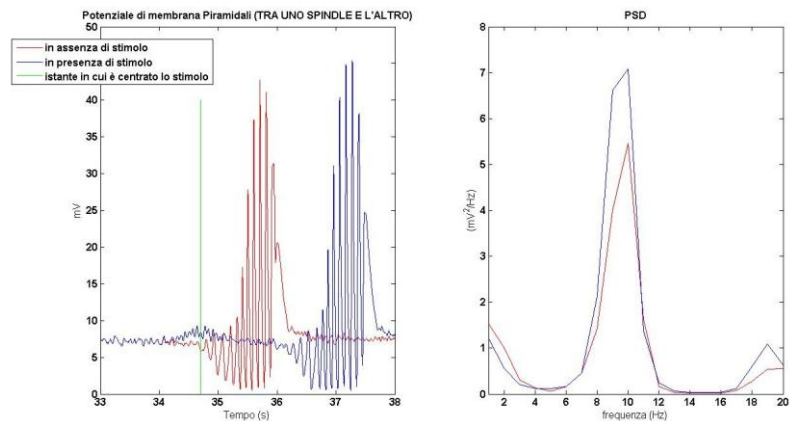 Potenziale di membrana Piramidali (TRA UNO SPINDLE E L'ALTRO)
in assenza di stimolo
in presenza di stimolo
istante in cui è centrato lo stimolo
50
40
35
30
25
20
15
10
5
0
mV
33 34 35 36 37 38
Tempo (s)
PSD
8
7
6
5
4
3
2
1
0
(mV²/Hz)
2 4 6 8 10 12 14 16 18 20
frequenza (Hz)